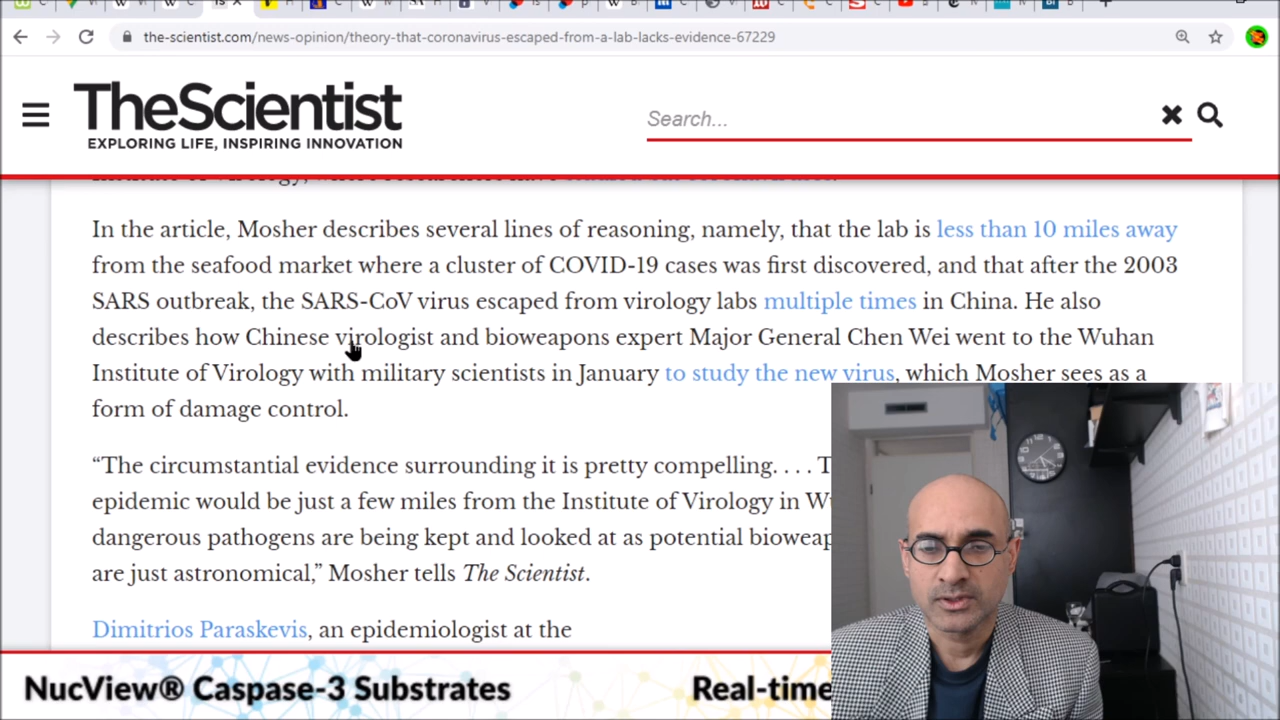 the-scientist.com/news-opinion/theory-that-coronavirus-escaped-from-a-lab-lacks-evidence-67229
TheScientist
EXPLORING LIFE, INSPIRING INNOVATION
Search...
In the article, Mosher describes several lines of reasoning, namely, that the lab is less than 10 miles away
from the seafood market where a cluster of COVID-19 cases was first discovered, and that after the 2003
SARS outbreak, the SARS-CoV virus escaped from virology labs multiple times in China. He also
describes how Chinese virologist and bioweapons expert Major General Chen Wei went to the Wuhan
Institute of Virology with military scientists in January to study the new virus, which Mosher sees as a
form of damage control.
“The circumstantial evidence surrounding it is pretty compelling. . . . T
epidemic would be just a few miles from the Institute of Virology in Wu
dangerous pathogens are being kept and looked at as potential bioweap
are just astronomical,” Mosher tells The Scientist.
Dimitrios Paraskevis, an epidemiologist at the
NucView® Caspase-3 Substrates
Real-time